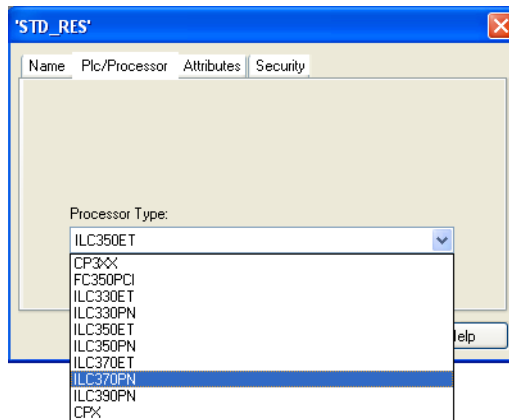 'STD_RES'
Name Plc/Processor Attributes Security
Processor Type:
ILC350ET
CP3XX
FC350PCI
ILC330ET
ILC330PN
ILC350ET
ILC350PN
ILC370ET
ILC370PN
ILC390PN
CPX